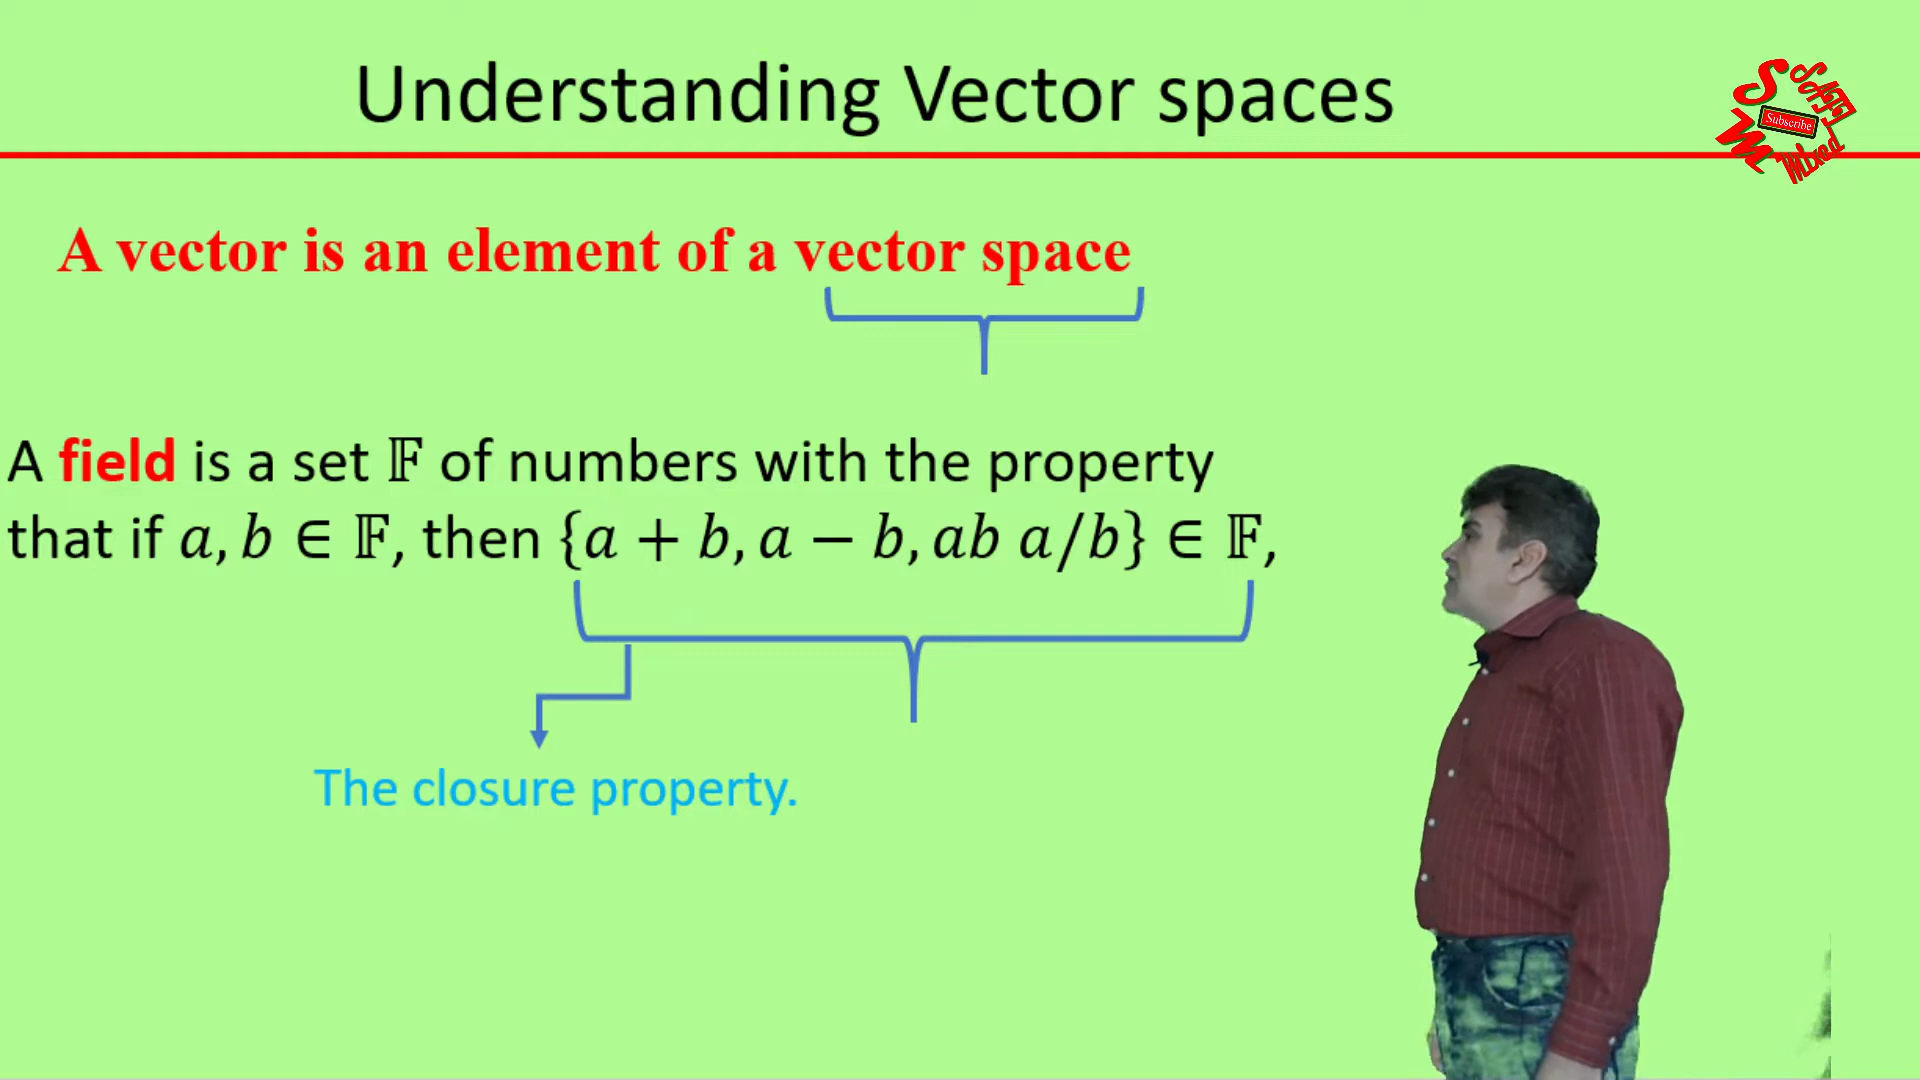 Understanding Vector spaces
S
Subscribe
M
Mixed
A vector is an element of a vector space
A field is a set 𝔽 of numbers with the property
that if a, b ∈ 𝔽, then {a + b, a − b, ab a/b} ∈ 𝔽,
The closure property.